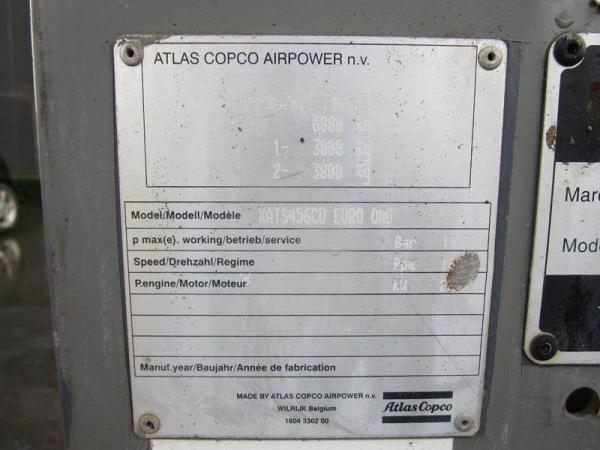 ATLAS COPCO AIRPOWER n.v.
6800 Kg
1- 3000 Kg
2- 3800 Kg
Model/Modell/Modèle XATS456CD EURO OND
p max(e). working/betrieb/service Bar
Speed/Drehzahl/Regime Rpm
P.engine/Motor/Moteur kW
Manuf.year/Baujahr/Année de fabrication
MADE BY ATLAS COPCO AIRPOWER n.v.
WILRIJK Belgium
1604 3302 00
Atlas Copco
Mode